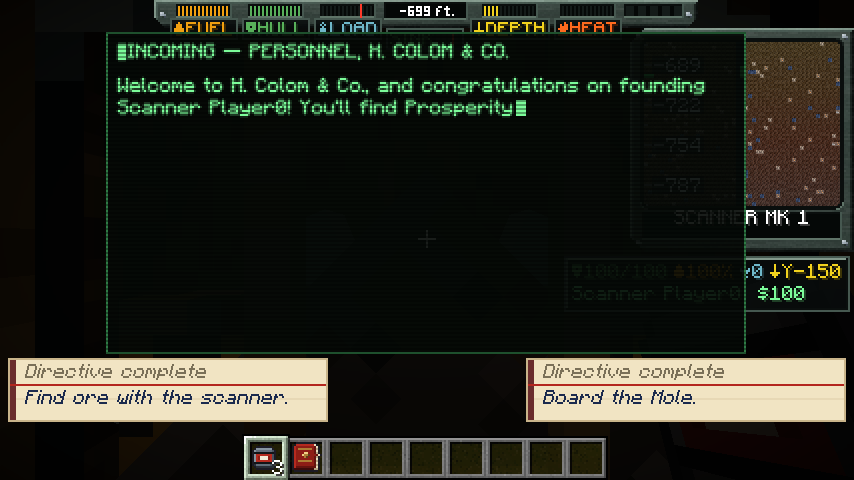 -699 ft.
FUEL HULL LOAD DEPTH HEAT
INCOMING — PERSONNEL, H. COLOM & CO.
Welcome to H. Colom & Co., and congratulations on founding
Scanner Player0! You'll find Prosperity
-689
-722
-754
-787
SCANNER MK 1
100/100 100% 0 Y-150
Scanner Player0 $100
Directive complete
Find ore with the scanner.
Directive complete
Board the Mole.
3